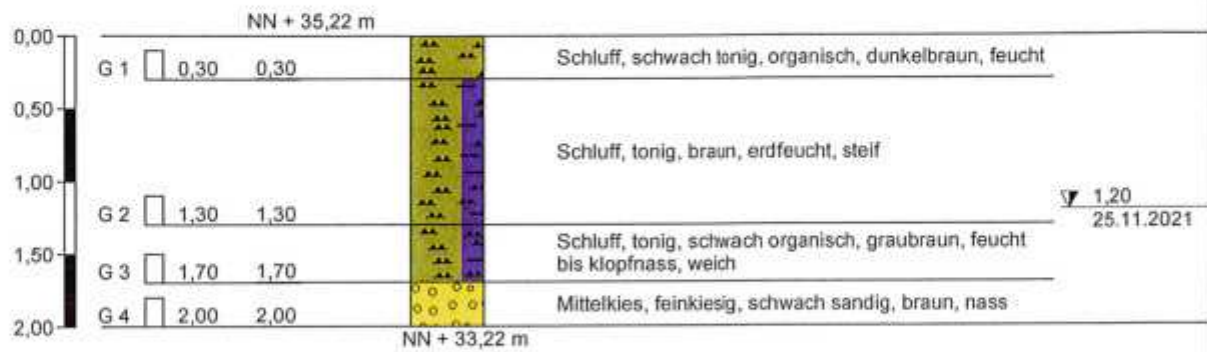 NN + 35,22 m
0,00
Schluff, schwach tonig, organisch, dunkelbraun, feucht
G 1 0,30 0,30
0,50
Schluff, tonig, braun, erdfeucht, steif
1,00
1,20
G 2 1,30 1,30
25.11.2021
Schluff, tonig, schwach organisch, graubraun, feucht
bis klopfnass, weich
1,50
G 3 1,70 1,70
Mittelkies, feinkiesig, schwach sandig, braun, nass
G 4 2,00 2,00
2,00
NN + 33,22 m